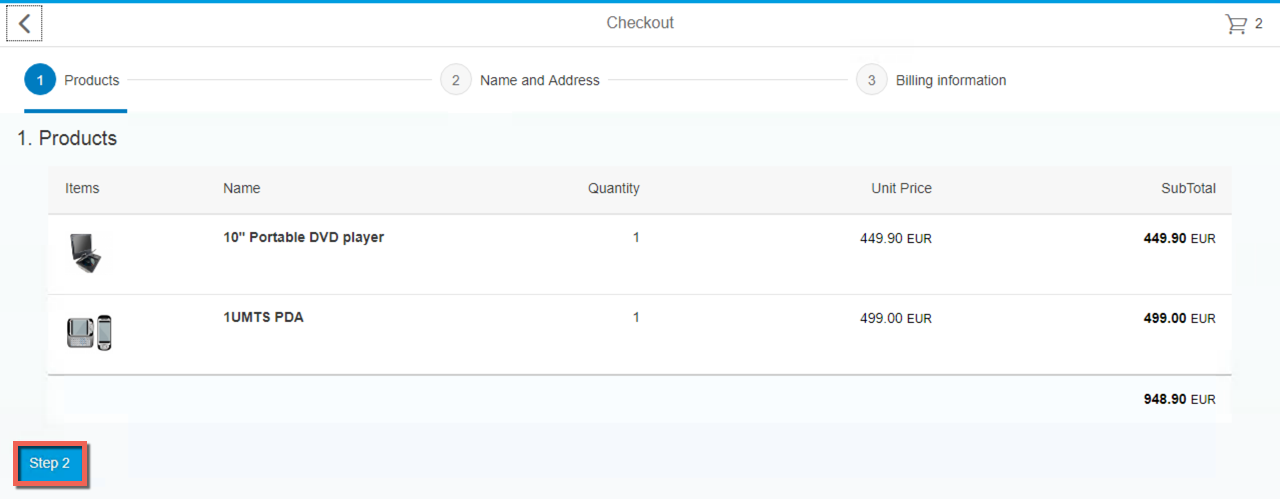 Checkout
2
1 Products 2 Name and Address 3 Billing information
1. Products
Items Name Quantity Unit Price SubTotal
10" Portable DVD player 1 449.90 EUR 449.90 EUR
1UMTS PDA 1 499.00 EUR 499.00 EUR
948.90 EUR
Step 2